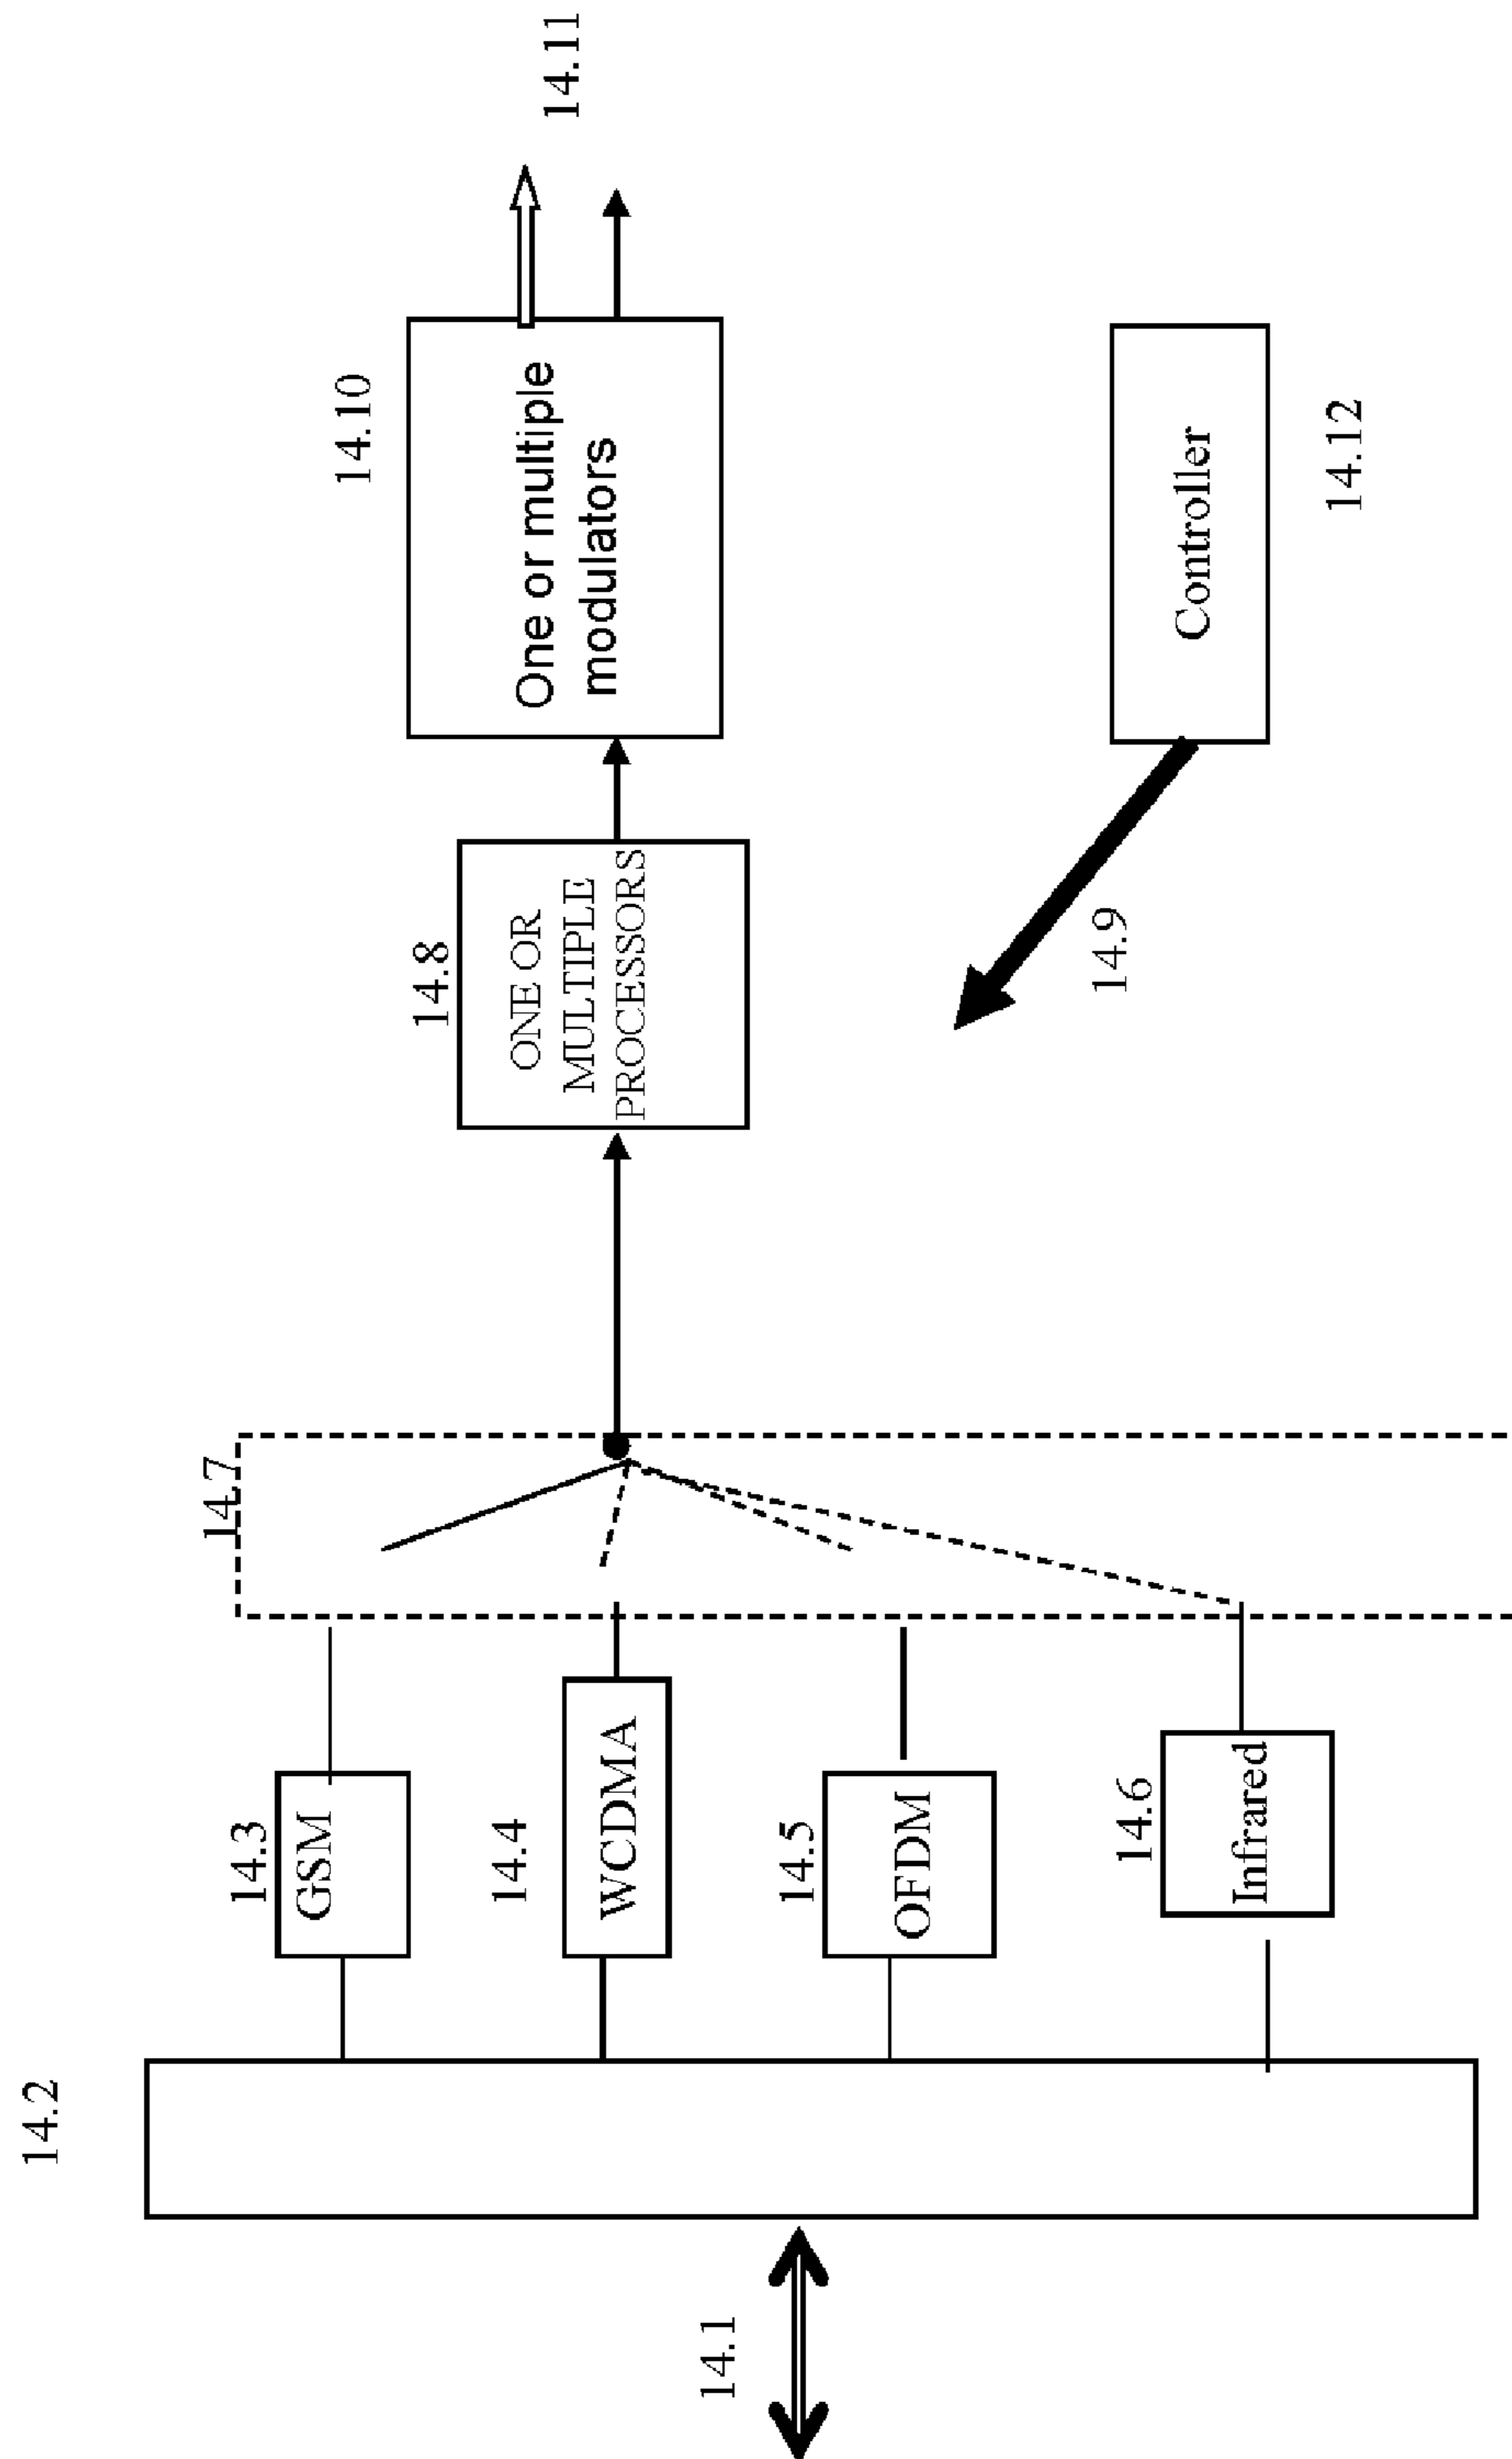 14.1
14.2
14.3
GSM
14.4
WCDMA
14.5
OFDM
14.6
Infrared
14.7
14.8
ONE OR
MULTIPLE
PROCESSORS
14.9
14.10
One or multiple
modulators
14.11
Controller
14.12